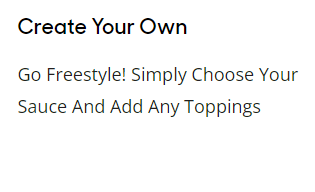 Create Your Own
Go Freestyle! Simply Choose Your
Sauce And Add Any Toppings